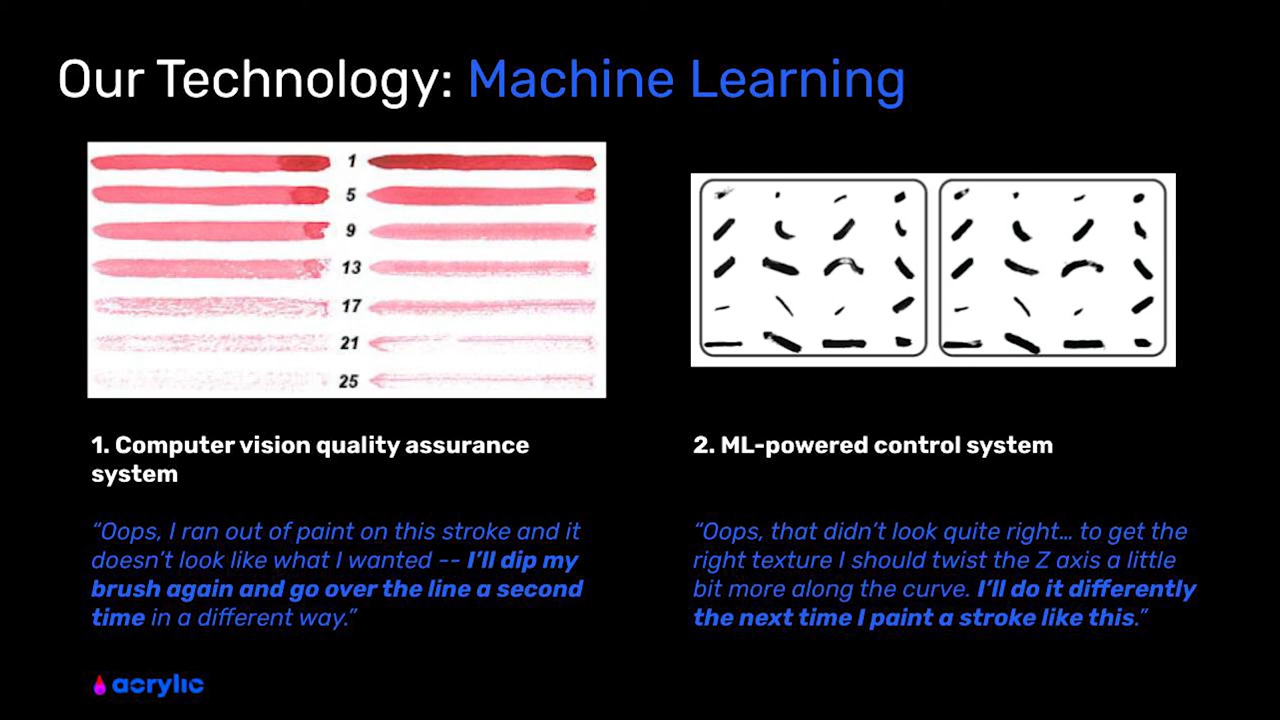 Our Technology: Machine Learning
1
5
9
13
17
21
25
1. Computer vision quality assurance
system
“Oops, I ran out of paint on this stroke and it
doesn’t look like what I wanted -- I’ll dip my
brush again and go over the line a second
time in a different way.”
2. ML-powered control system
“Oops, that didn’t look quite right… to get the
right texture I should twist the Z axis a little
bit more along the curve. I’ll do it differently
the next time I paint a stroke like this.”
acrylic